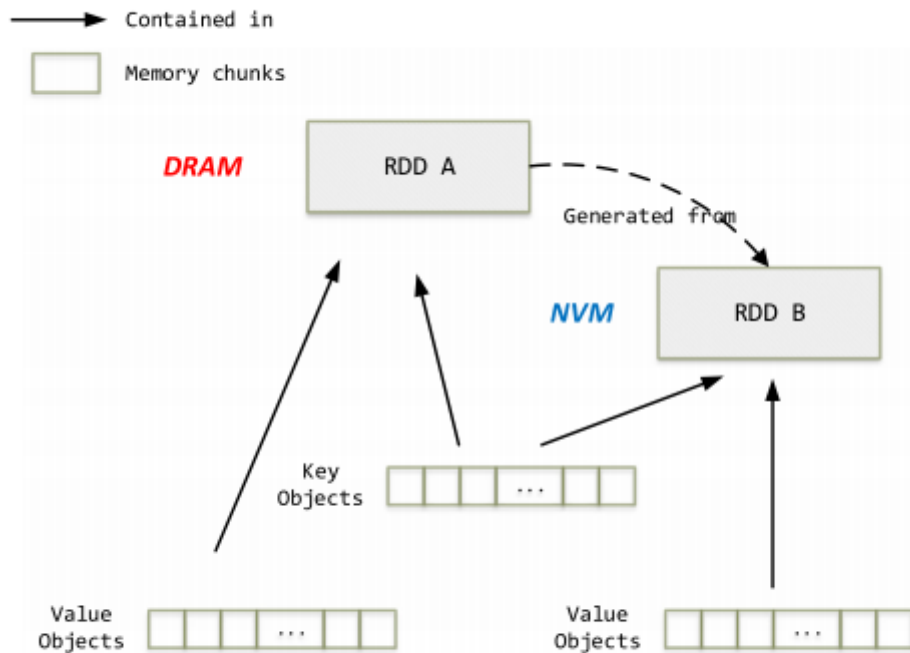 Contained in
Memory chunks
DRAM
RDD A
Generated from
NVM
RDD B
Key
Objects
...
Value
Objects
...
Value
Objects
...